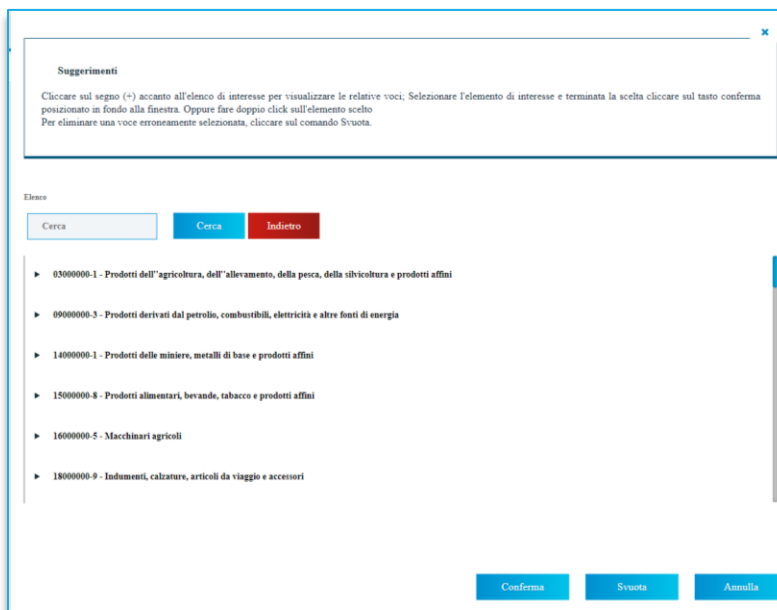 Suggerimenti
Cliccare sul segno (+) accanto all'elenco di interesse per visualizzare le relative voci; Selezionare l'elemento di interesse e terminata la scelta cliccare sul tasto conferma
posizionato in fondo alla finestra. Oppure fare doppio click sull'elemento scelto
Per eliminare una voce erroneamente selezionata, cliccare sul comando Svuota.
Elenco
Cerca Cerca Indietro
03000000-1 - Prodotti dell''agricoltura, dell''allevamento, della pesca, della silvicoltura e prodotti affini
09000000-3 - Prodotti derivati dal petrolio, combustibili, elettricità e altre fonti di energia
14000000-1 - Prodotti delle miniere, metalli di base e prodotti affini
15000000-8 - Prodotti alimentari, bevande, tabacco e prodotti affini
16000000-5 - Macchinari agricoli
18000000-9 - Indumenti, calzature, articoli da viaggio e accessori
Conferma Svuota Annulla